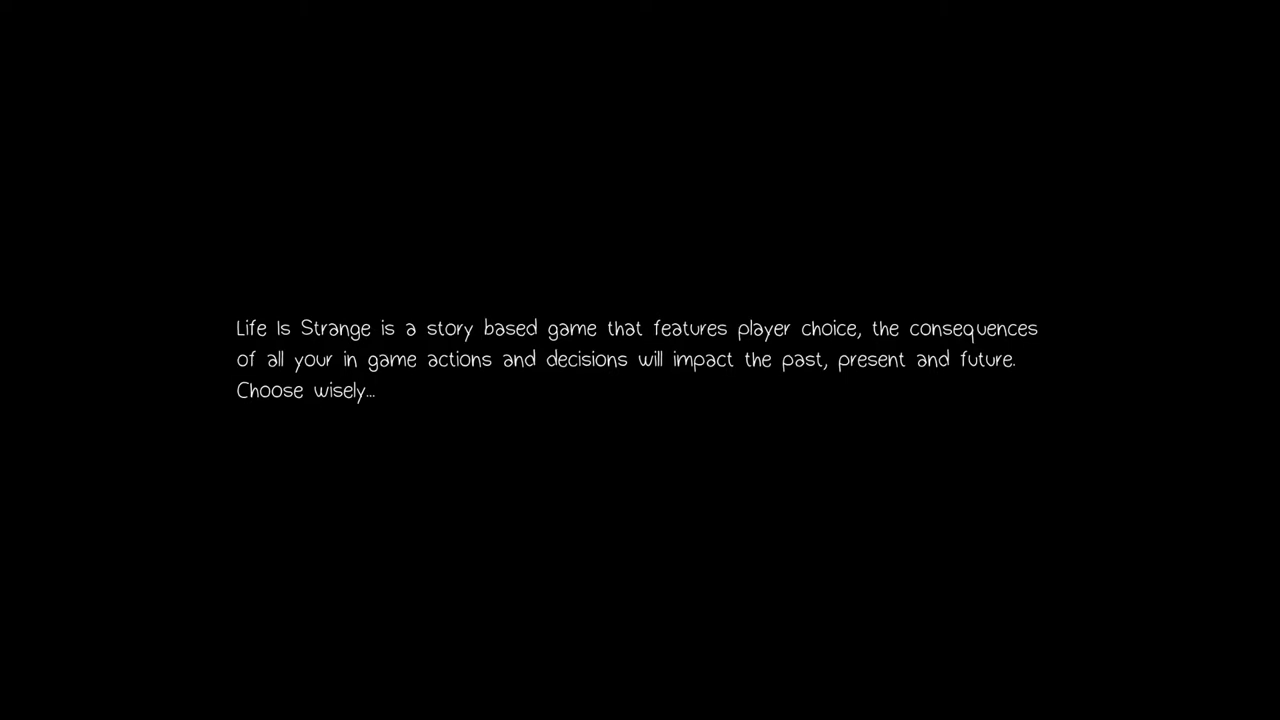 Life Is Strange is a story based game that features player choice, the consequences
of all your in game actions and decisions will impact the past, present and future.
Choose wisely...